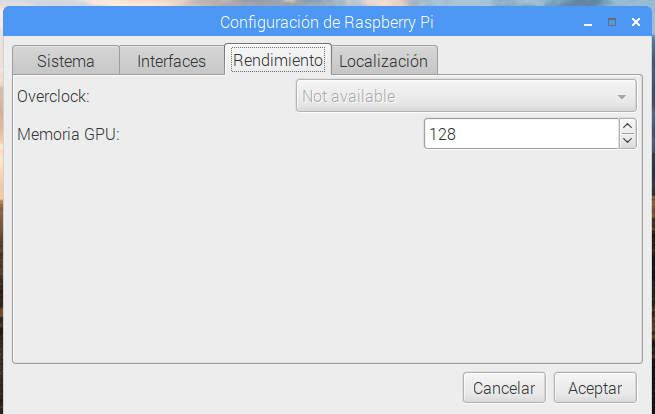 Configuración de Raspberry Pi
Sistema Interfaces Rendimiento Localización
Overclock: Not available
Memoria GPU: 128
Cancelar Aceptar